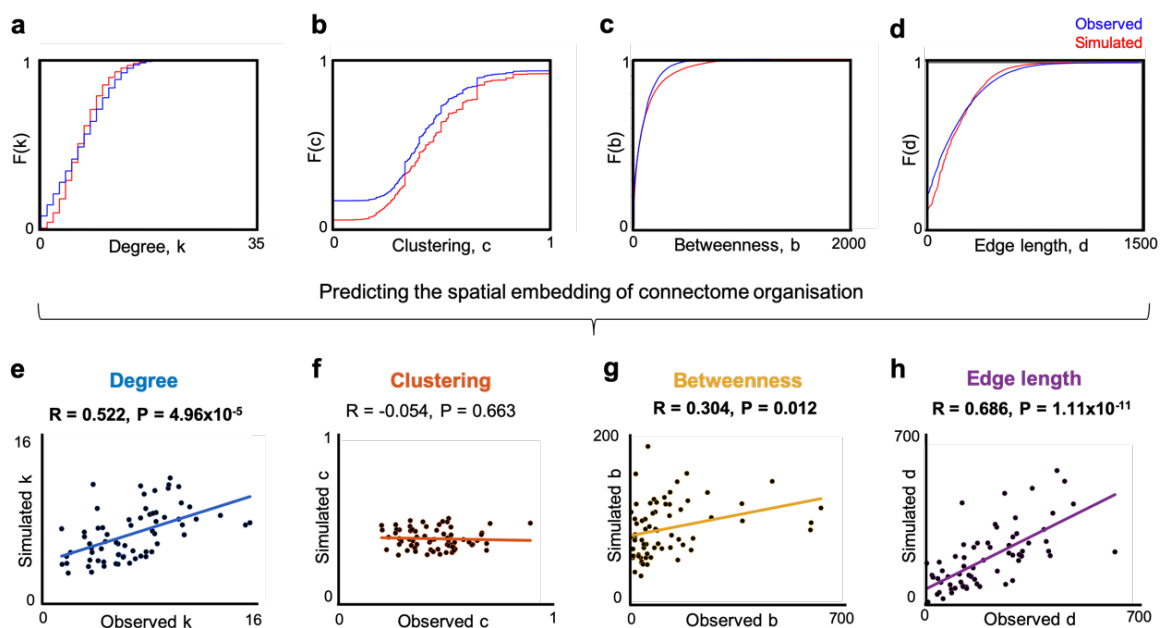 a
b
c
d
Observed
Simulated
1
F(k)
0
0
Degree, k
35
1
F(c)
0
0
Clustering, c
1
1
F(b)
0
0
Betweenness, b
2000
1
F(d)
0
0
Edge length, d
1500
Predicting the spatial embedding of connectome organisation
e
Degree
R = 0.522, P = 4.96x10⁻⁵
16
Simulated k
0
0
Observed k
16
f
Clustering
R = -0.054, P = 0.663
1
Simulated c
0
0
Observed c
1
g
Betweenness
R = 0.304, P = 0.012
200
Simulated b
0
0
Observed b
700
h
Edge length
R = 0.686, P = 1.11x10⁻¹¹
700
Simulated d
0
0
Observed d
700